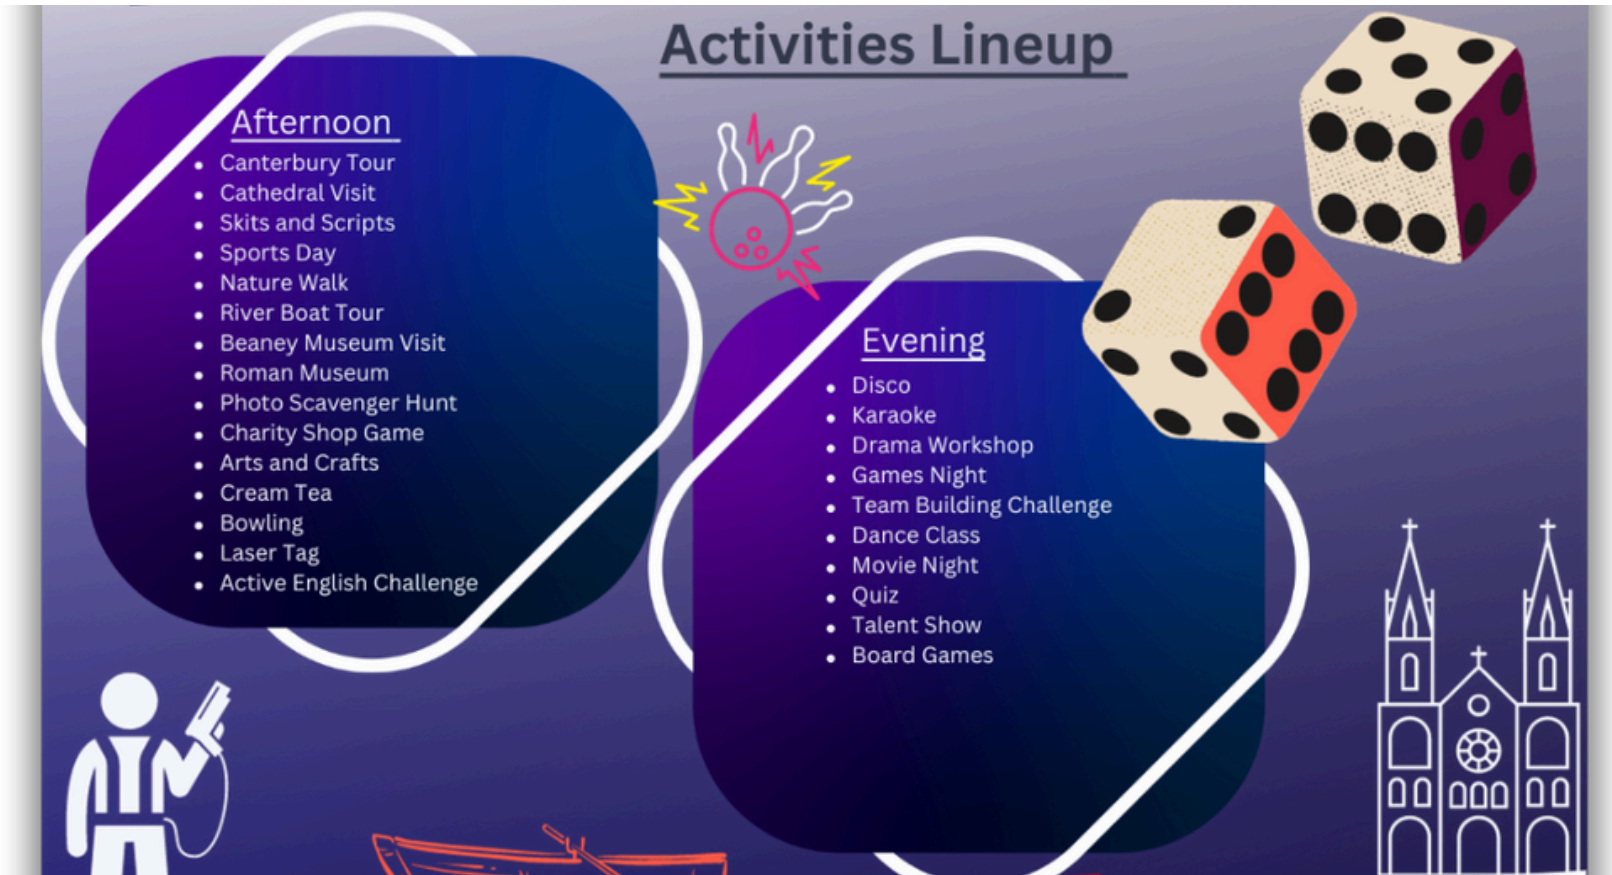 Activities Lineup
Afternoon
Canterbury Tour
Cathedral Visit
Skits and Scripts
Sports Day
Nature Walk
River Boat Tour
Beaney Museum Visit
Roman Museum
Photo Scavenger Hunt
Charity Shop Game
Arts and Crafts
Cream Tea
Bowling
Laser Tag
Active English Challenge
Evening
Disco
Karaoke
Drama Workshop
Games Night
Team Building Challenge
Dance Class
Movie Night
Quiz
Talent Show
Board Games